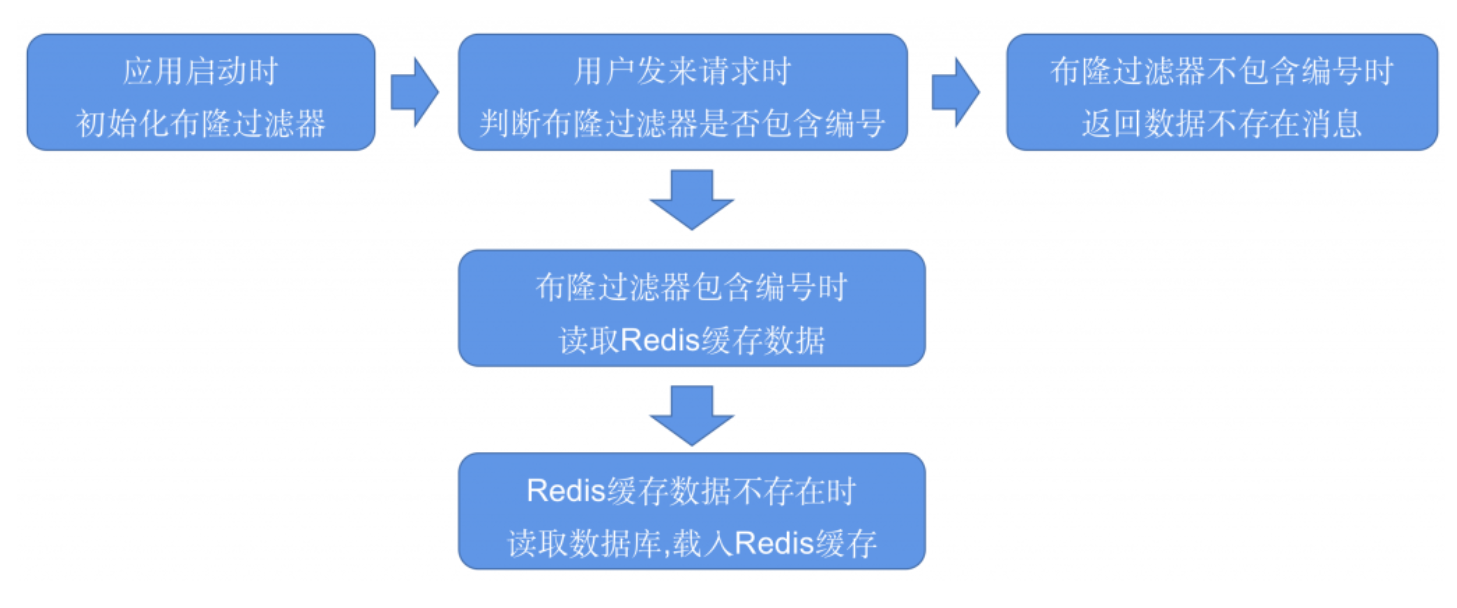 应用启动时
初始化布隆过滤器
用户发来请求时
判断布隆过滤器是否包含编号
布隆过滤器不包含编号时
返回数据不存在消息
布隆过滤器包含编号时
读取Redis缓存数据
Redis缓存数据不存在时
读取数据库,载入Redis缓存